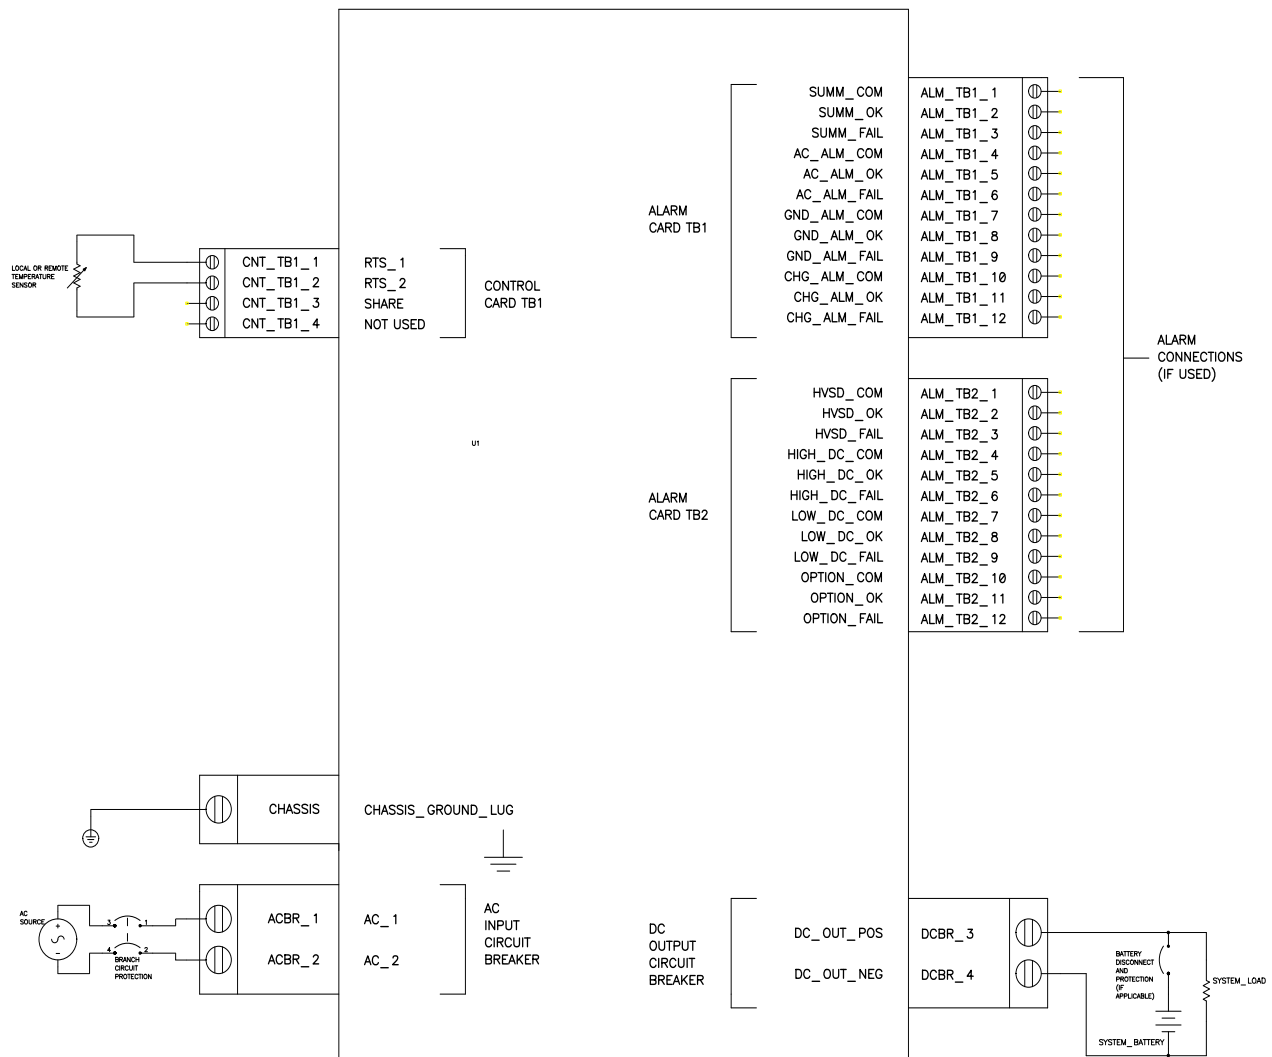 SUMM_COM ALM_TB1_1
SUMM_OK ALM_TB1_2
SUMM_FAIL ALM_TB1_3
AC_ALM_COM ALM_TB1_4
AC_ALM_OK ALM_TB1_5
AC_ALM_FAIL ALM_TB1_6
GND_ALM_COM ALM_TB1_7
GND_ALM_OK ALM_TB1_8
GND_ALM_FAIL ALM_TB1_9
CHG_ALM_COM ALM_TB1_10
CHG_ALM_OK ALM_TB1_11
CHG_ALM_FAIL ALM_TB1_12
ALARM
CARD TB1
LOCAL OR REMOTE
TEMPERATURE
SENSOR
CNT_TB1_1 RTS_1
CNT_TB1_2 RTS_2
CNT_TB1_3 SHARE
CNT_TB1_4 NOT USED
CONTROL
CARD TB1
ALARM
CONNECTIONS
(IF USED)
HVSD_COM ALM_TB2_1
HVSD_OK ALM_TB2_2
HVSD_FAIL ALM_TB2_3
HIGH_DC_COM ALM_TB2_4
HIGH_DC_OK ALM_TB2_5
HIGH_DC_FAIL ALM_TB2_6
LOW_DC_COM ALM_TB2_7
LOW_DC_OK ALM_TB2_8
LOW_DC_FAIL ALM_TB2_9
OPTION_COM ALM_TB2_10
OPTION_OK ALM_TB2_11
OPTION_FAIL ALM_TB2_12
U1
ALARM
CARD TB2
CHASSIS CHASSIS_GROUND_LUG
AC
SOURCE
3 1
4 2
BRANCH
CIRCUIT
PROTECTION
ACBR_1 AC_1
ACBR_2 AC_2
AC
INPUT
CIRCUIT
BREAKER
DC
OUTPUT
CIRCUIT
BREAKER
DC_OUT_POS DCBR_3
DC_OUT_NEG DCBR_4
BATTERY
DISCONNECT
AND
PROTECTION
(IF
APPLICABLE)
SYSTEM_LOAD
SYSTEM_BATTERY